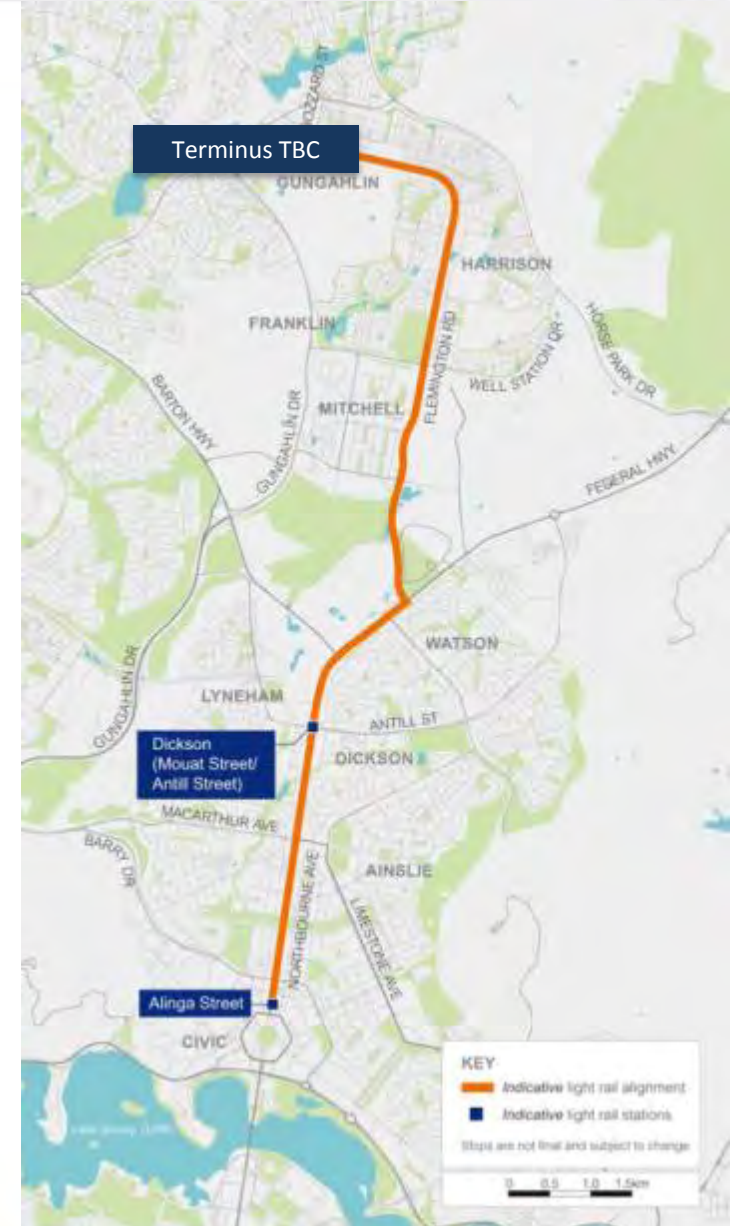 OZZARD ST
Terminus TBC
GUNGAHLIN
HARRISON
FRANKLIN
HORSE PARK DR
FLEMINGTON RD
WELL STATION DR
BARTON HWY
MITCHELL
GUNGAHLIN DR
FEDERAL HWY
WATSON
LYNEHAM
GUNGAHLIN DR
ANTILL ST
Dickson
(Mouat Street/
Antill Street)
DICKSON
MACARTHUR AVE
BARRY DR
AINSLIE
NORTHBOURNE AVE
LIMESTONE AVE
Alinga Street
CIVIC
KEY
Indicative light rail alignment
Indicative light rail stations
Stops are not final and subject to change
0 0.5 1.0 1.5km